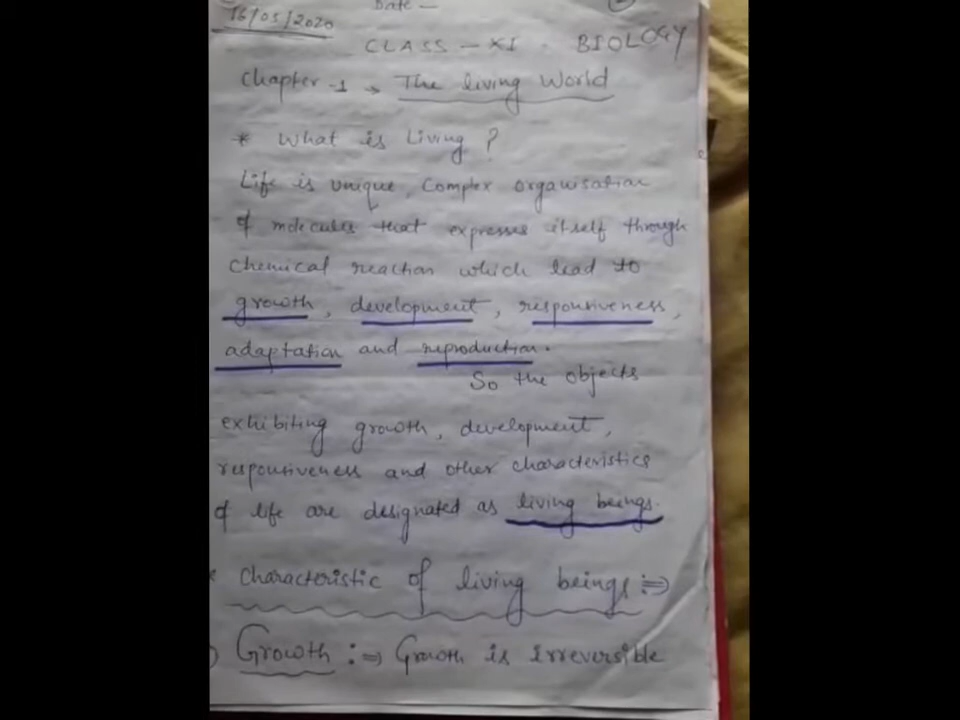 Date —
16/05/2020
CLASS – XI . BIOLOGY
Chapter -1 → The living World
* What is Living ?
Life is unique, Complex organisation
of molecules that expresses itself through
chemical reaction which lead to
growth, development, responsiveness,
adaptation and reproduction.
So the objects
exhibiting growth, development,
responsiveness and other characteristics
of life are designated as living beings.
* Characteristic of living beings :⇒
) Growth :⇒ Growth is irreversible